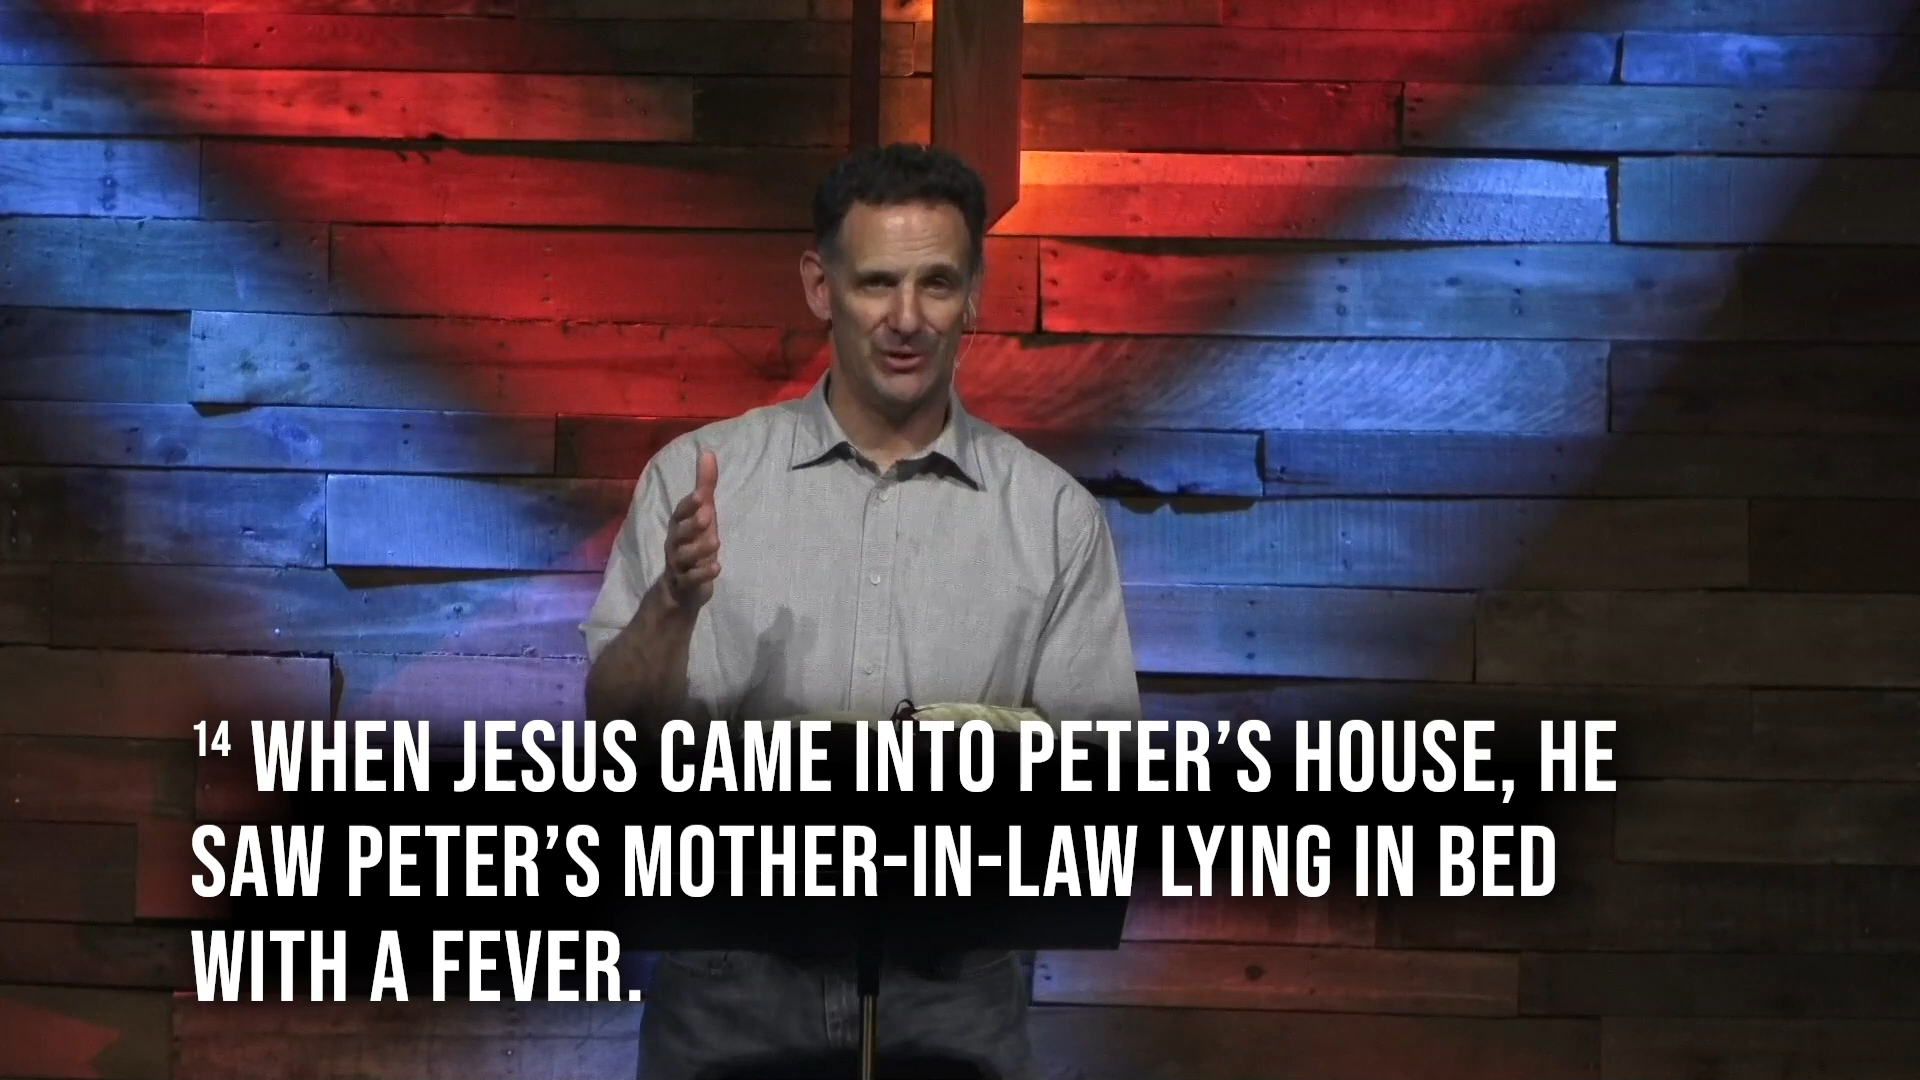 14 WHEN JESUS CAME INTO PETER’S HOUSE, HE
SAW PETER’S MOTHER-IN-LAW LYING IN BED
WITH A FEVER.